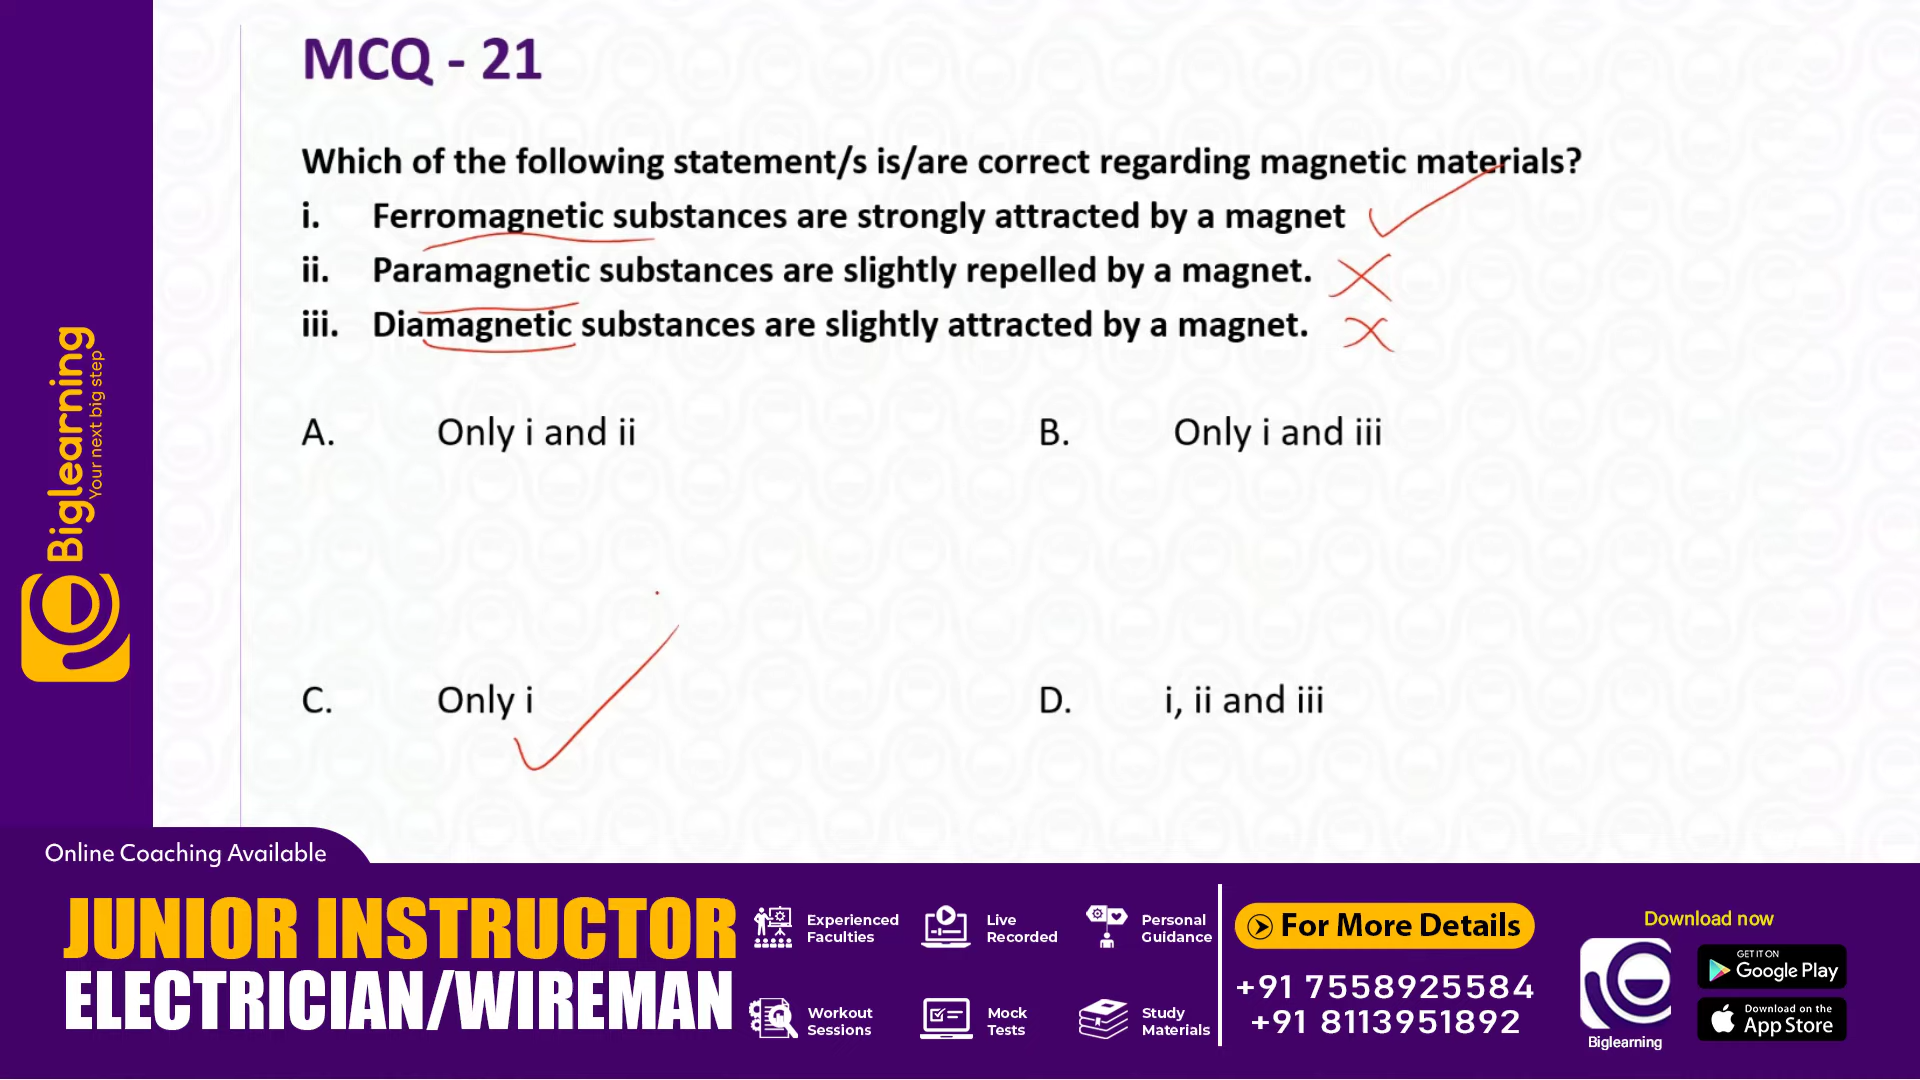 MCQ - 21
Which of the following statement/s is/are correct regarding magnetic materials?
i. Ferromagnetic substances are strongly attracted by a magnet
ii. Paramagnetic substances are slightly repelled by a magnet.
iii. Diamagnetic substances are slightly attracted by a magnet.
A. Only i and ii
B. Only i and iii
C. Only i
D. i, ii and iii
Biglearning
Your next big step
Online Coaching Available
JUNIOR INSTRUCTOR
ELECTRICIAN/WIREMAN
Experienced
Faculties
Live
Recorded
Personal
Guidance
Workout
Sessions
Mock
Tests
Study
Materials
For More Details
+91 7558925584
+91 8113951892
Download now
Biglearning
GET IT ON
Google Play
Download on the
App Store